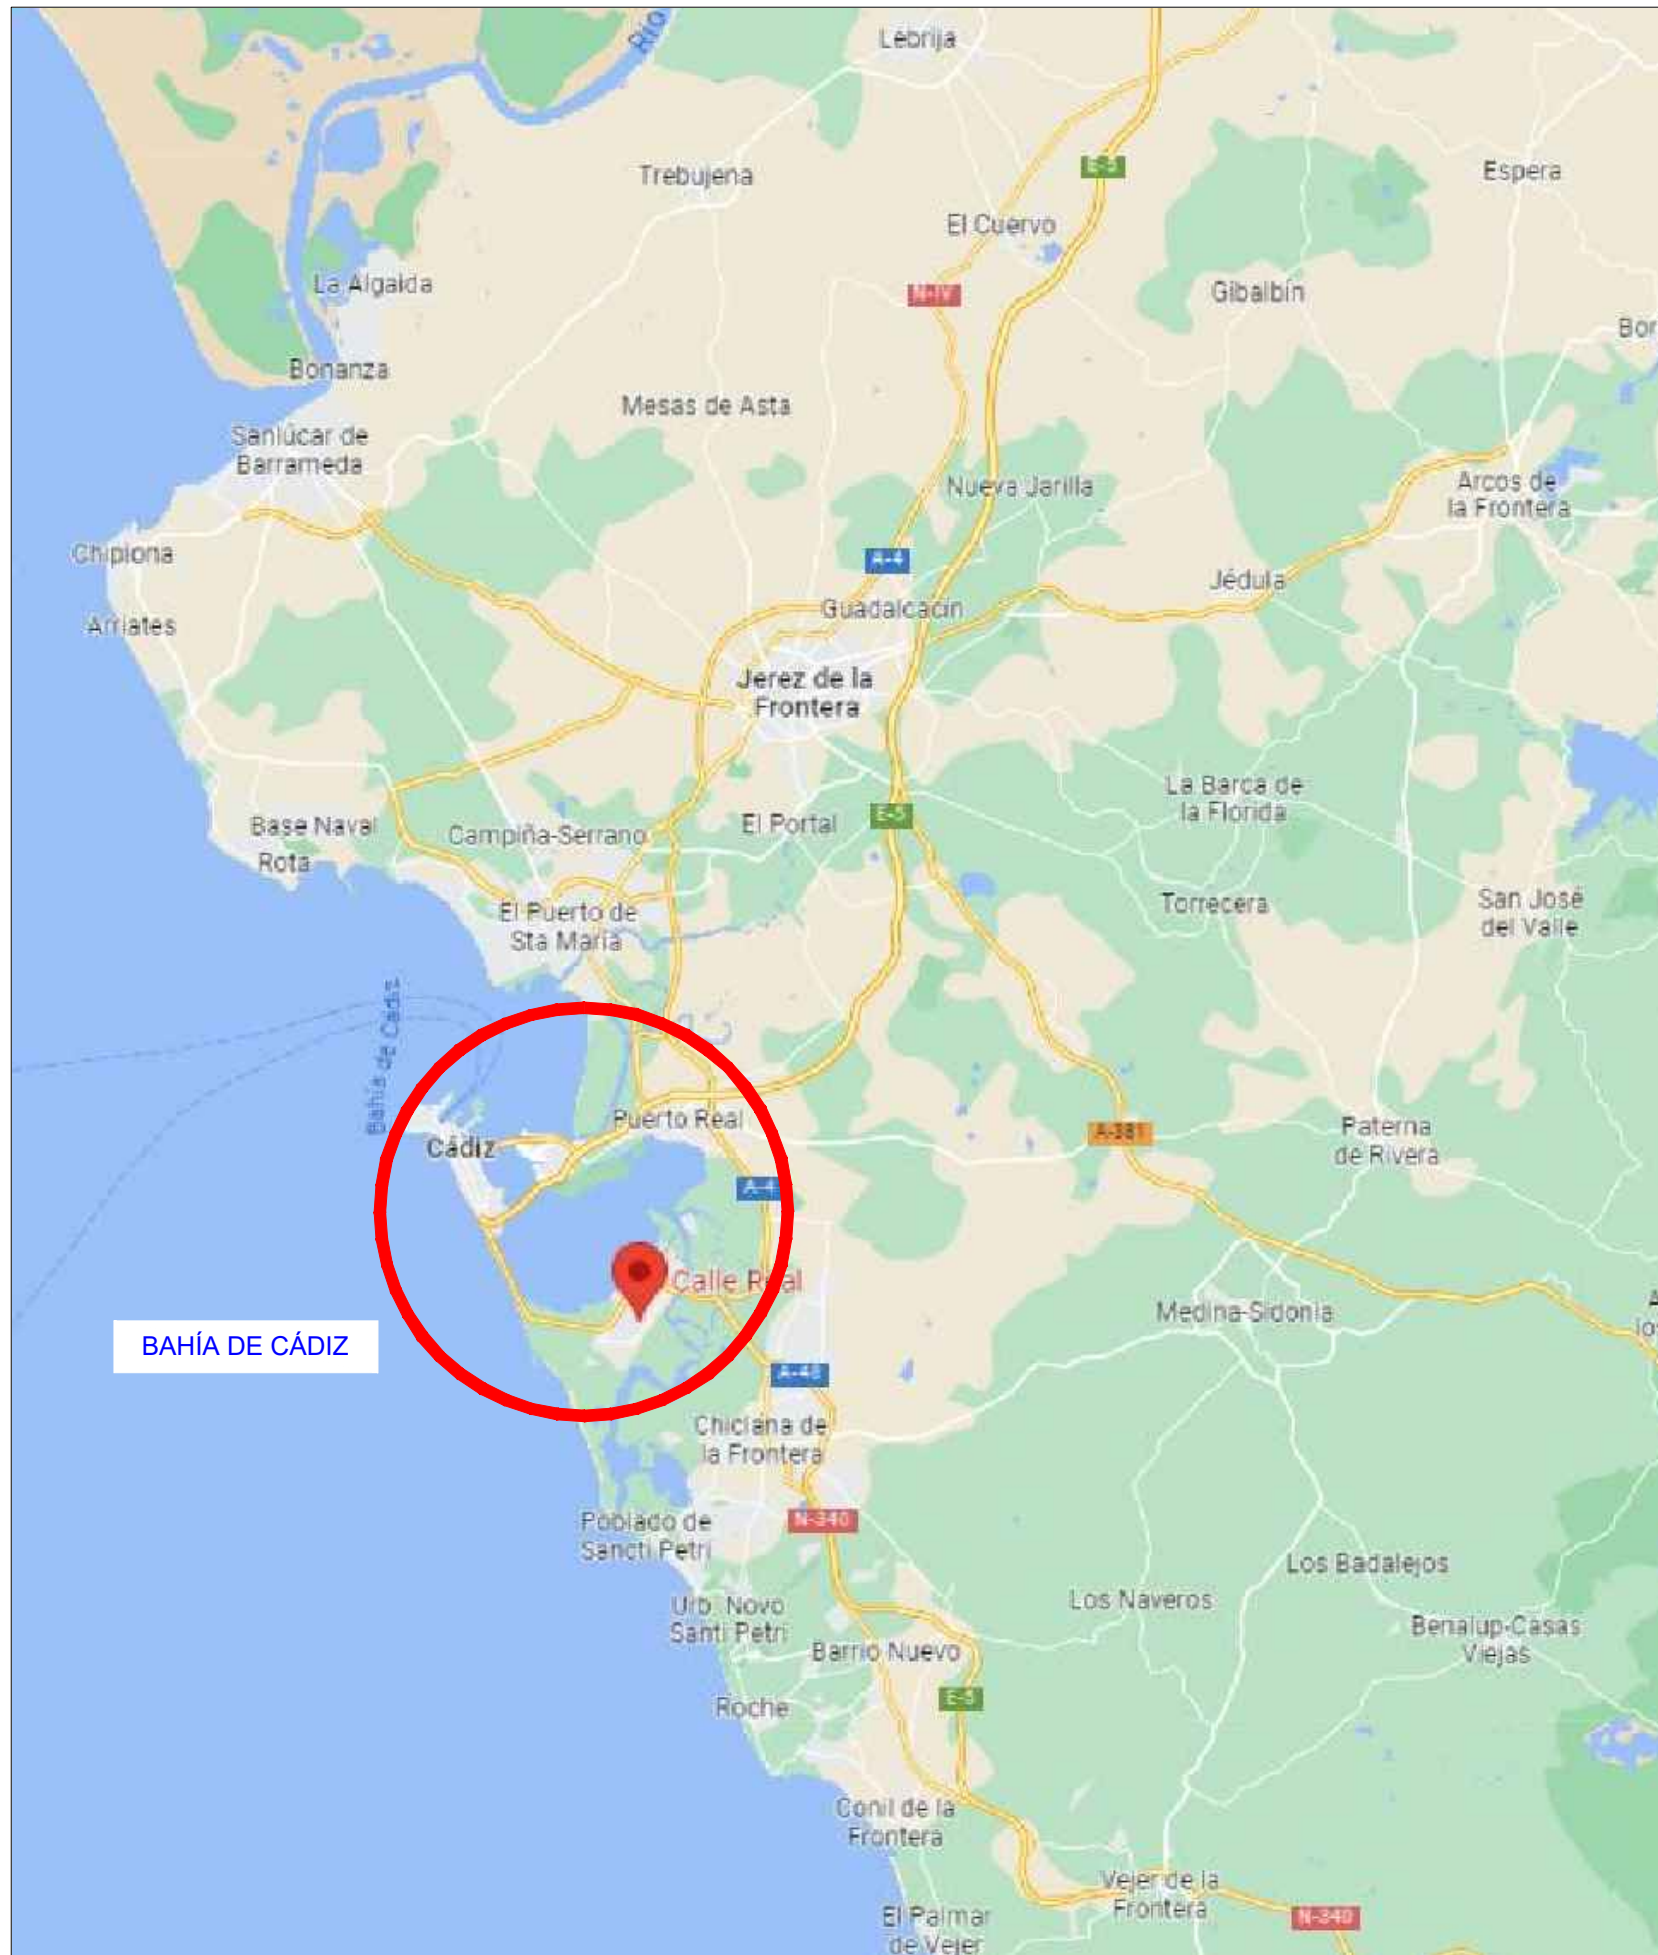 Río
Lebrija
Trebujena
E-5
Espera
El Cuervo
La Algaida
N-IV
Gibalbín
Bor
Bonanza
Mesas de Asta
Sanlúcar de
Barrameda
Nueva Jarilla
Arcos de
la Frontera
Chipiona
A-4
Jédula
Arriates
Guadalcacín
Jerez de la
Frontera
La Barca de
la Florida
Base Naval
Rota
Campiña-Serrano
El Portal
E-5
El Puerto de
Sta María
Torrecera
San José
del Valle
Bahía de Cádis
Puerto Real
Cádiz
A-381
Paterna
de Rivera
A-4
Calle Real
Medina-Sidonia
BAHÍA DE CÁDIZ
A-48
Chiclana de
la Frontera
Poblado de
Sancti Petri
N-340
Los Badalejos
Urb. Novo
Santi Petri
Los Naveros
Benalup-Casas
Viejas
Barrio Nuevo
Roche
E-5
Conil de la
Frontera
Vejer de la
Frontera
El Palmar
de Vejer
N-340